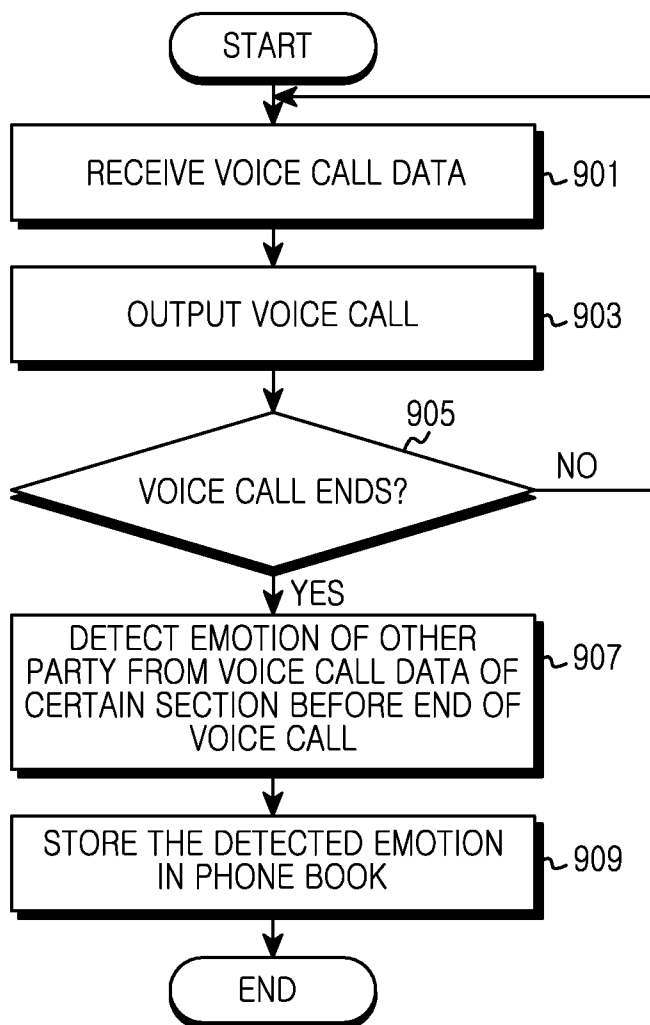 START
RECEIVE VOICE CALL DATA
901
OUTPUT VOICE CALL
903
905
VOICE CALL ENDS?
NO
YES
DETECT EMOTION OF OTHER
PARTY FROM VOICE CALL DATA OF
CERTAIN SECTION BEFORE END OF
VOICE CALL
907
STORE THE DETECTED EMOTION
IN PHONE BOOK
909
END